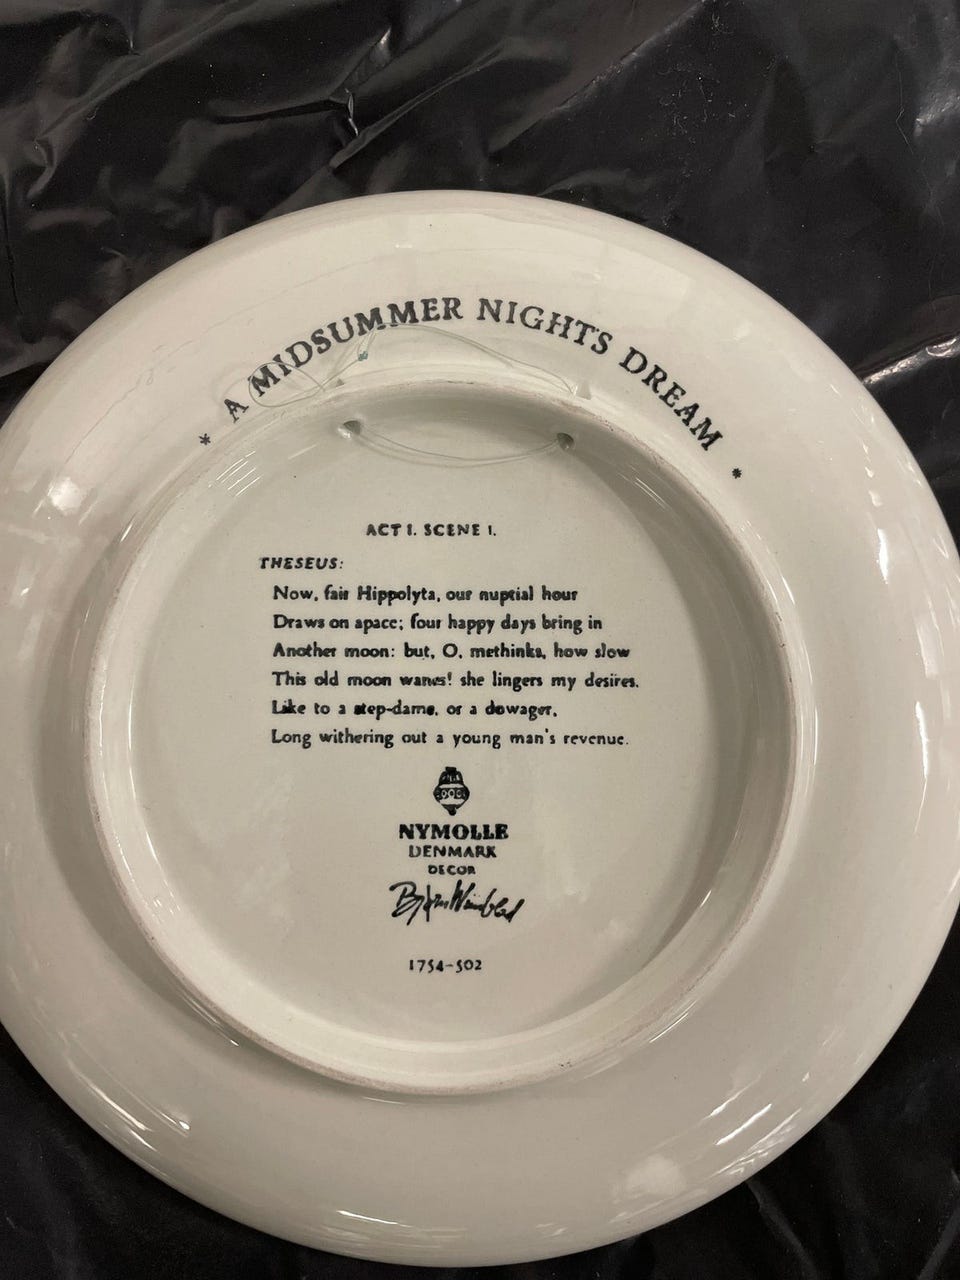 * A MIDSUMMER NIGHTS DREAM *
ACT I. SCENE I.
THESEUS:
Now, fair Hippolyta, our nuptial hour
Draws on apace; four happy days bring in
Another moon: but, O, methinks, how slow
This old moon wanes! she lingers my desires,
Like to a step-dame, or a dowager,
Long withering out a young man's revenue.
NYMOLLE
DENMARK
DECOR
Bjørn Wiinblad
1754-502